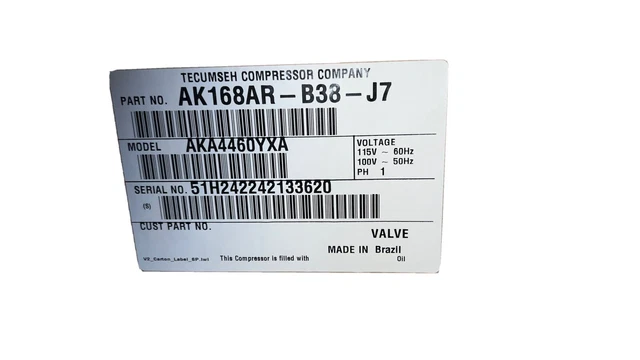 TECUMSEH COMPRESSOR COMPANY
PART NO. AK168AR-B38-J7
MODEL AKA4460YXA
VOLTAGE
115V ~ 60Hz
100V ~ 50Hz
PH 1
SERIAL NO. 51H242242133620
(S)
CUST PART NO.
VALVE
MADE IN Brazil
V2_Carton_Label_SP.lwl This Compressor is filled with Oil